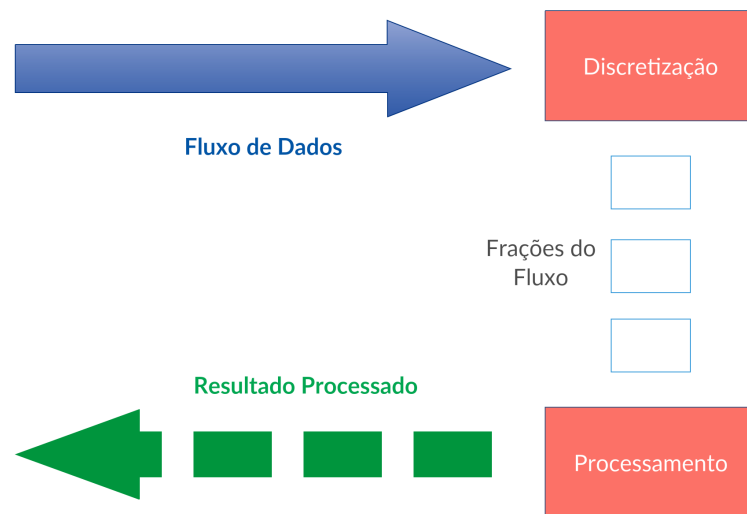 Discretização
Fluxo de Dados
Frações do
Fluxo
Resultado Processado
Processamento